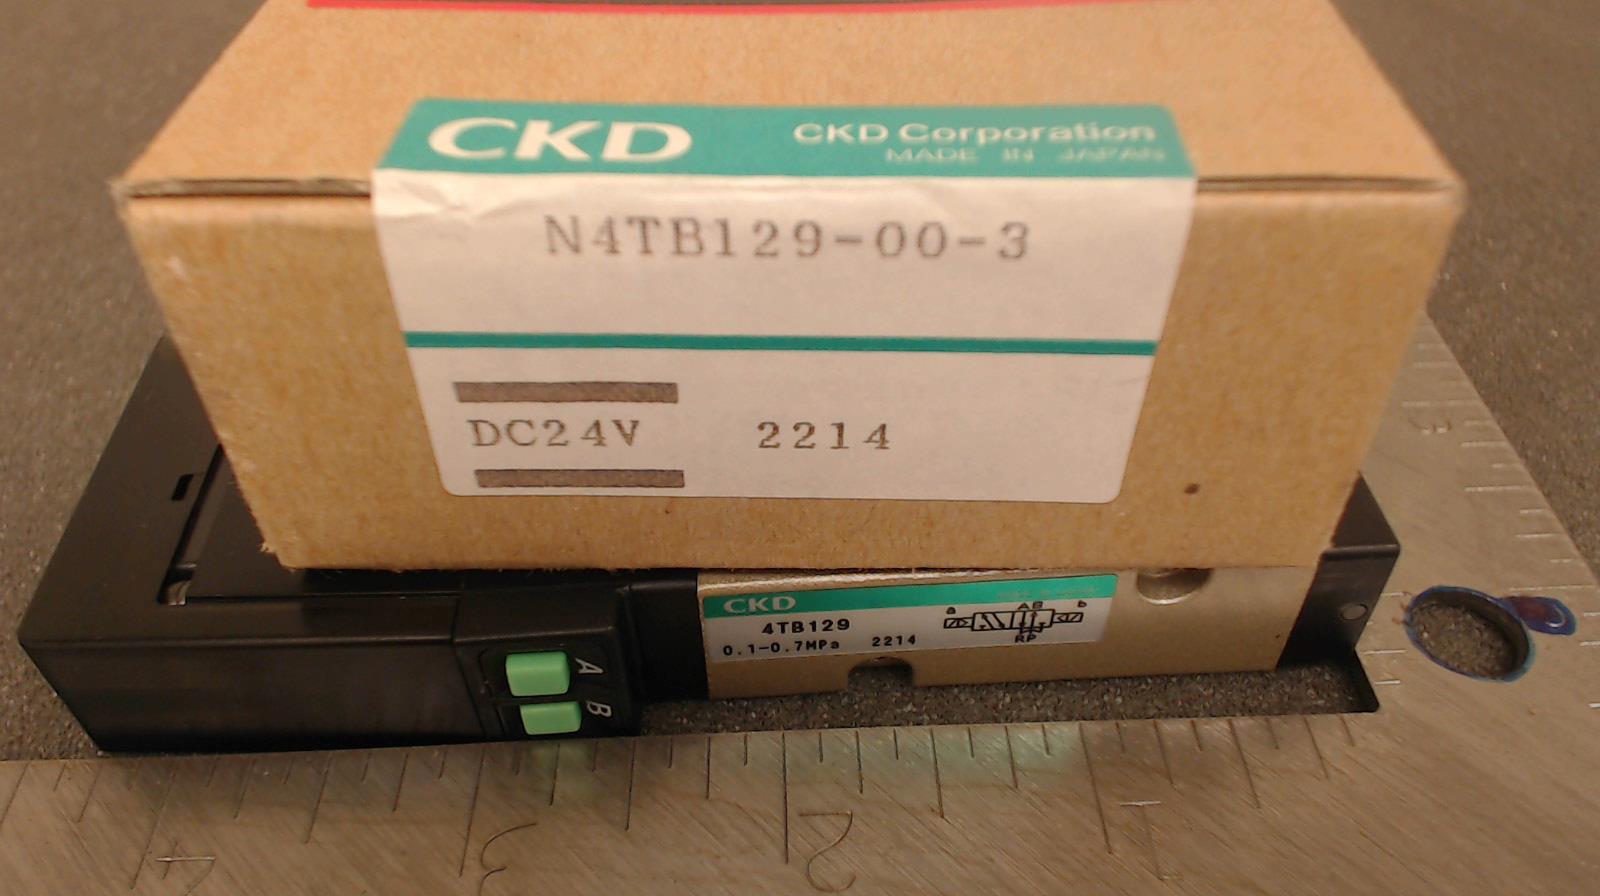 CKD
CKD Corporation
MADE IN JAPAN
N4TB129-00-3
DC24V 2214
CKD
4TB129
0.1-0.7MPa 2214
a AB b
RP
A
B
3
4 3 2 1